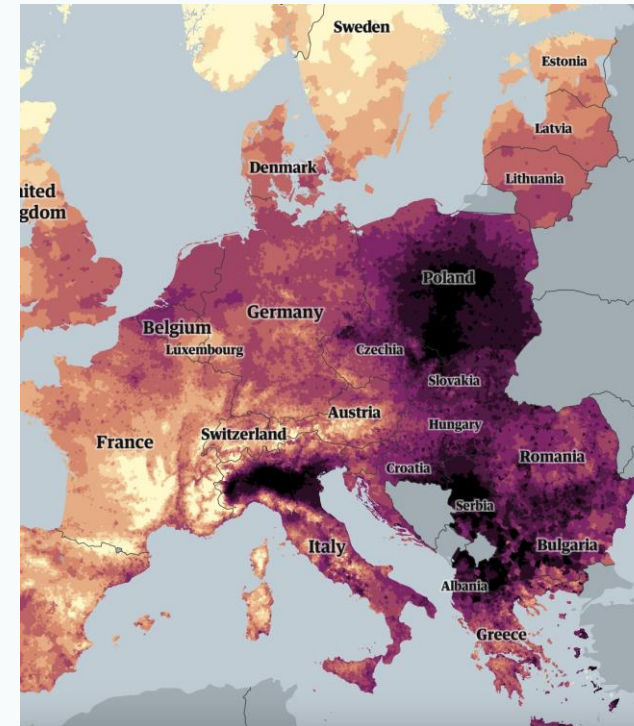 Sweden
Estonia
Latvia
Denmark
Lithuania
nited
gdom
Poland
Germany
Belgium
Luxembourg
Czechia
Slovakia
Austria
Hungary
France
Switzerland
Romania
Croatia
Serbia
Italy
Bulgaria
Albania
Greece